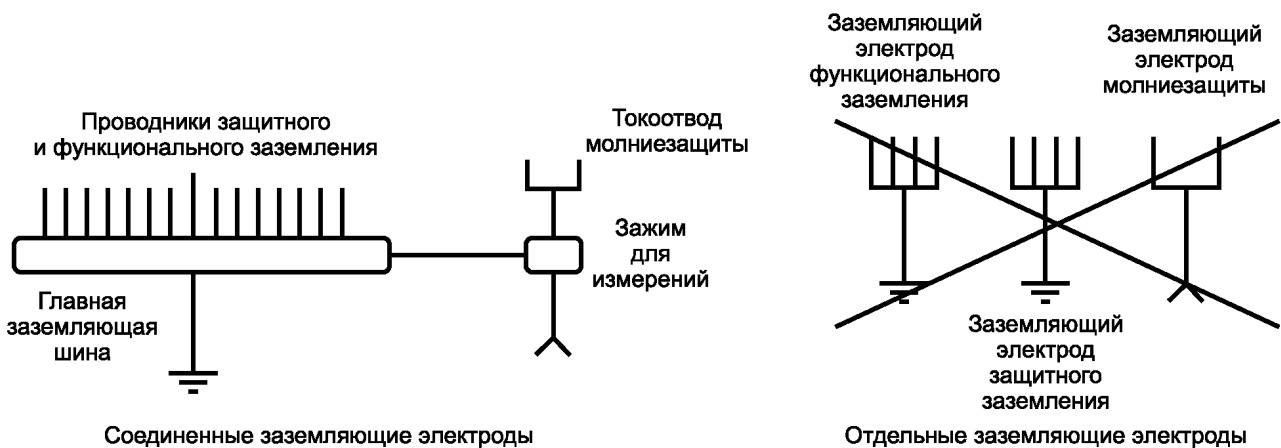 Проводники защитного
и функционального заземления
Токоотвод
молниезащиты
Зажим
для
измерений
Главная
заземляющая
шина
Соединенные заземляющие электроды
Заземляющий
электрод
функционального
заземления
Заземляющий
электрод
молниезащиты
Заземляющий
электрод
защитного
заземления
Отдельные заземляющие электроды